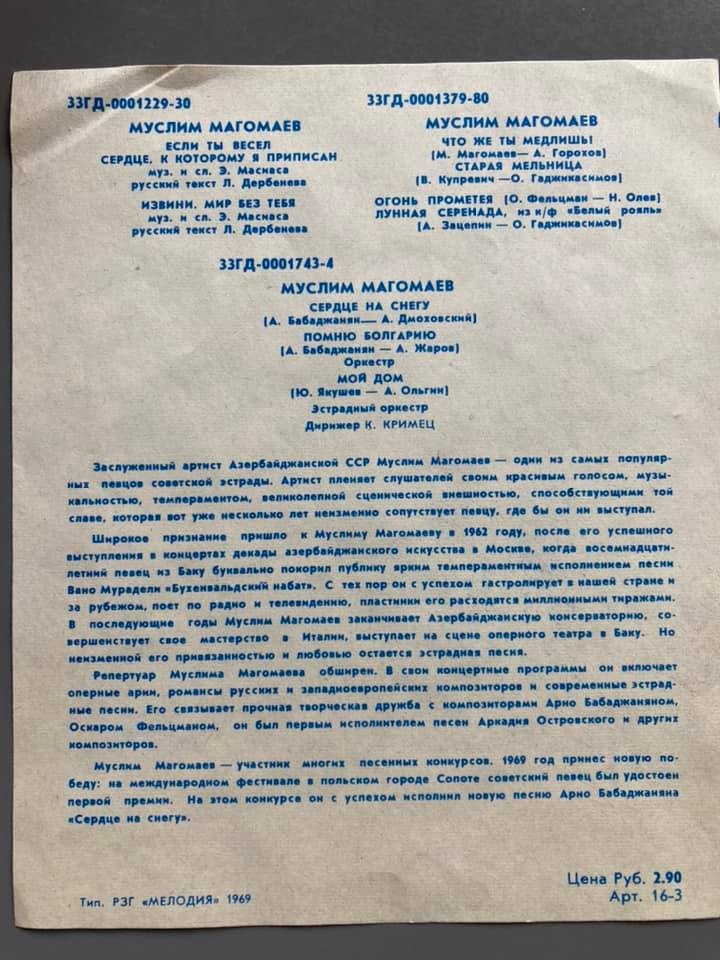 33ГД-0001229-30
МУСЛИМ МАГОМАЕВ
ЕСЛИ ТЫ ВЕСЕЛ
СЕРДЦЕ, К КОТОРОМУ Я ПРИПИСАН
муз. и сл. Э. Масиаса
русский текст Л. Дербенева
ИЗВИНИ. МИР БЕЗ ТЕБЯ
муз. и сл. Э. Масиаса
русский текст Л. Дербенева
33ГД-0001379-80
МУСЛИМ МАГОМАЕВ
ЧТО ЖЕ ТЫ МЕДЛИШЬ!
(М. Магомаев — А. Горохов)
СТАРАЯ МЕЛЬНИЦА
(В. Купревич — О. Гаджикасимов)
ОГОНЬ ПРОМЕТЕЯ (О. Фельцман — Н. Олев)
ЛУННАЯ СЕРЕНАДА, из к/ф «Белый рояль»
(А. Зацепин — О. Гаджикасимов)
33ГД-0001743-4
МУСЛИМ МАГОМАЕВ
СЕРДЦЕ НА СНЕГУ
(А. Бабаджанян — А. Дмоховский)
ПОМНЮ БОЛГАРИЮ
(А. Бабаджанян — А. Жаров)
Оркестр
МОЙ ДОМ
(Ю. Якушев — А. Ольгин)
Эстрадный оркестр
Дирижер К. КРИМЕЦ
Заслуженный артист Азербайджанской ССР Муслим Магомаев — один из самых популяр-
ных певцов советской эстрады. Артист пленяет слушателей своим красивым голосом, музы-
кальностью, темпераментом, великолепной сценической внешностью, способствующими той
славе, которая вот уже несколько лет неизменно сопутствует певцу, где бы он ни выступал.
Широкое признание пришло к Муслиму Магомаеву в 1962 году, после его успешного
выступления в концертах декады азербайджанского искусства в Москве, когда восемнадцати-
летний певец из Баку буквально покорил публику ярким темпераментным исполнением песни
Вано Мурадели «Бухенвальдский набат». С тех пор он с успехом гастролирует в нашей стране и
за рубежом, поет по радио и телевидению, пластинки его расходятся миллионными тиражами.
В последующие годы Муслим Магомаев заканчивает Азербайджанскую консерваторию, со-
вершенствует свое мастерство в Италии, выступает на сцене оперного театра в Баку. Но
неизменной его привязанностью и любовью остается эстрадная песня.
Репертуар Муслима Магомаева обширен. В свои концертные программы он включает
оперные арии, романсы русских и западноевропейских композиторов и современные эстрад-
ные песни. Его связывает прочная творческая дружба с композиторами Арно Бабаджаняном,
Оскаром Фельцманом, он был первым исполнителем песен Аркадия Островского и других
композиторов.
Муслим Магомаев — участник многих песенных конкурсов. 1969 год принес новую по-
беду: на международном фестивале в польском городе Сопоте советский певец был удостоен
первой премии. На этом конкурсе он с успехом исполнил новую песню Арно Бабаджаняна
«Сердце на снегу».
Цена Руб. 2.90
Арт. 16-3
Тип. РЗГ «МЕЛОДИЯ» 1969